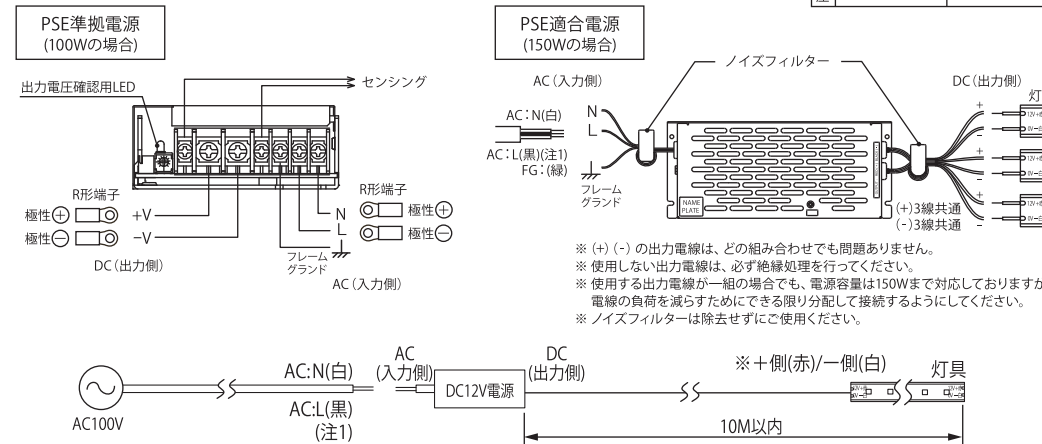 PSE準拠電源
(100Wの場合)
出力電圧確認用LED
センシング
R形端子
極性⊕
+V
極性⊖
−V
DC(出力側)
R形端子
N
極性⊕
L
極性⊖
フレーム
グランド
AC(入力側)
PSE適合電源
(150Wの場合)
ノイズフィルター
AC(入力側)
DC(出力側)
AC:N(白)
N
L
AC:L(黒)(注1)
FG:(緑)
フレーム
グランド
NAME
PLATE
+
-
+
-
+
-
(+)3線共通
(-)3線共通
※ (+) (-) の出力電線は、どの組み合わせでも問題ありません。
※ 使用しない出力電線は、必ず絶縁処理を行ってください。
※ 使用する出力電線が一組の場合でも、電源容量は150Wまで対応しておりますが
電線の負荷を減らすためにできる限り分配して接続するようにしてください。
※ ノイズフィルターは除去せずにご使用ください。
AC100V
AC:N(白)
AC:L(黒)
(注1)
AC
(入力側)
DC12V電源
DC
(出力側)
※+側(赤)/−側(白)
灯具
10M以内